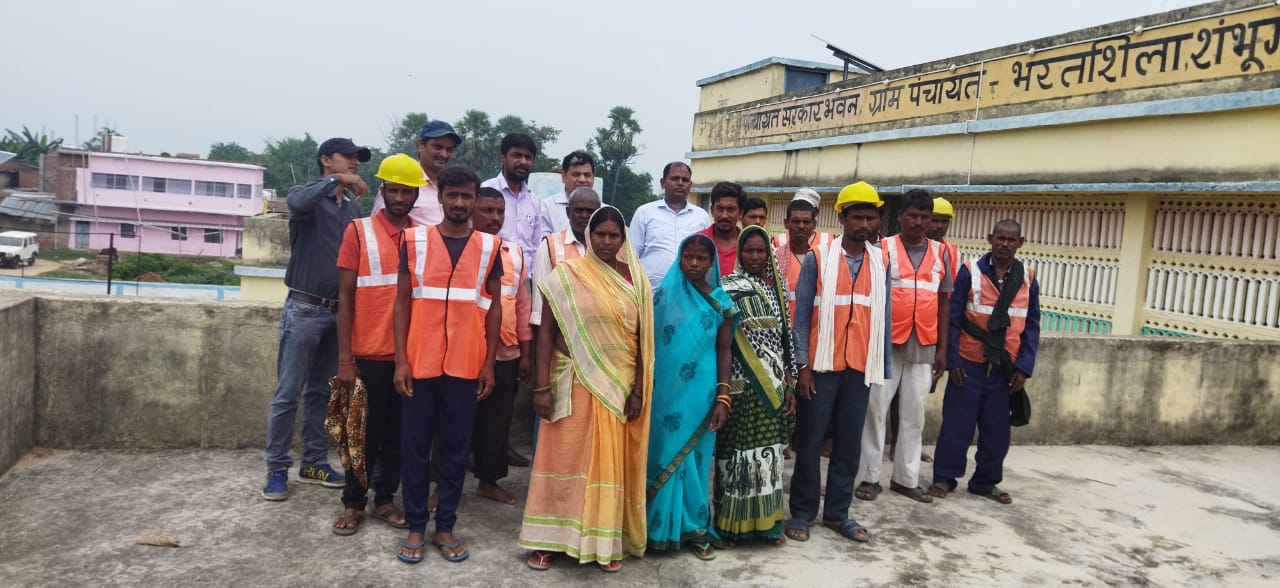 पंचायत सरकार भवन, ग्राम पंचायत - भरतशिला, शंभूग